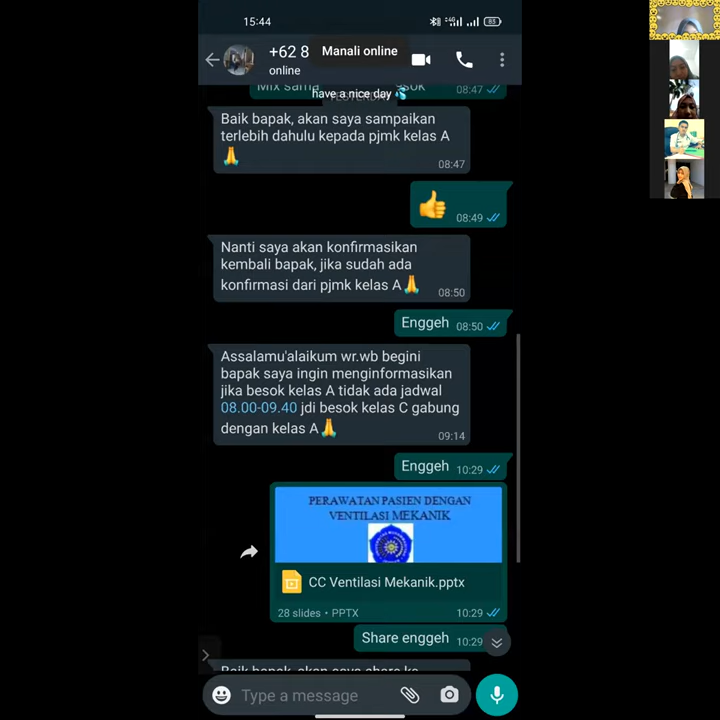 15:44
85
+62 8
Manali online
online
Mix sama
have a nice day 💦
YESTERDAY
08:47
Baik bapak, akan saya sampaikan
terlebih dahulu kepada pjmk kelas A
🙏
08:47
👍
08:49
Nanti saya akan konfirmasikan
kembali bapak, jika sudah ada
konfirmasi dari pjmk kelas A🙏
08:50
Enggeh 08:50
Assalamu'alaikum wr.wb begini
bapak saya ingin menginformasikan
jika besok kelas A tidak ada jadwal
08.00-09.40 jdi besok kelas C gabung
dengan kelas A🙏
09:14
Enggeh 10:29
PERAWATAN PASIEN DENGAN
VENTILASI MEKANIK
CC Ventilasi Mekanik.pptx
28 slides • PPTX 10:29
Share enggeh 10:29
Baik bapak, akan saya share ke
Type a message